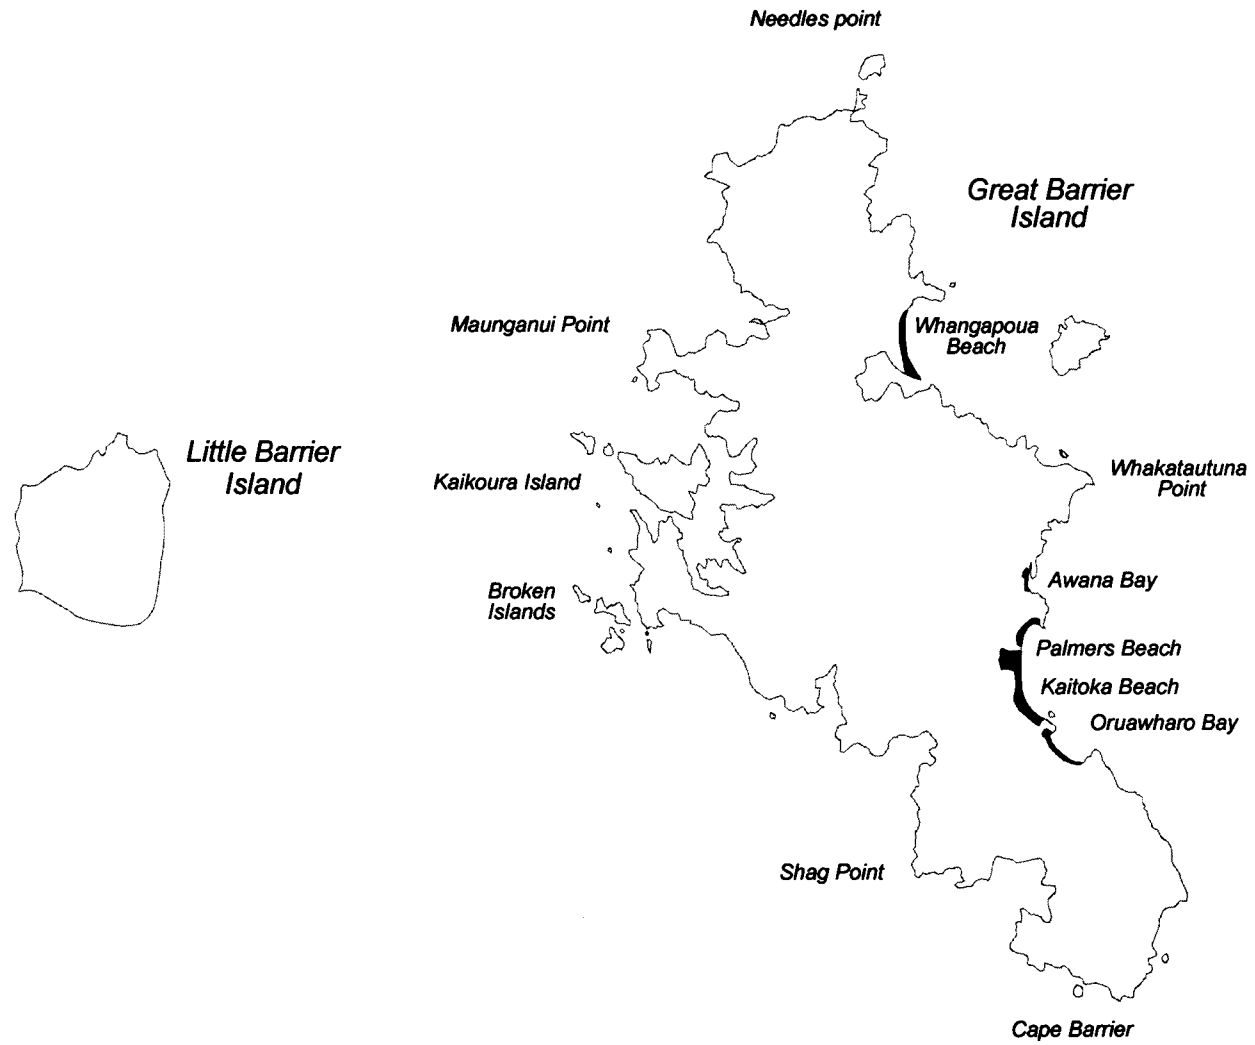 Needles point
Great Barrier
Island
Maunganui Point
Whangapoua
Beach
Little Barrier
Island
Kaikoura Island
Whakatautuna
Point
Broken
Islands
Awana Bay
Palmers Beach
Kaitoka Beach
Oruawharo Bay
Shag Point
Cape Barrier